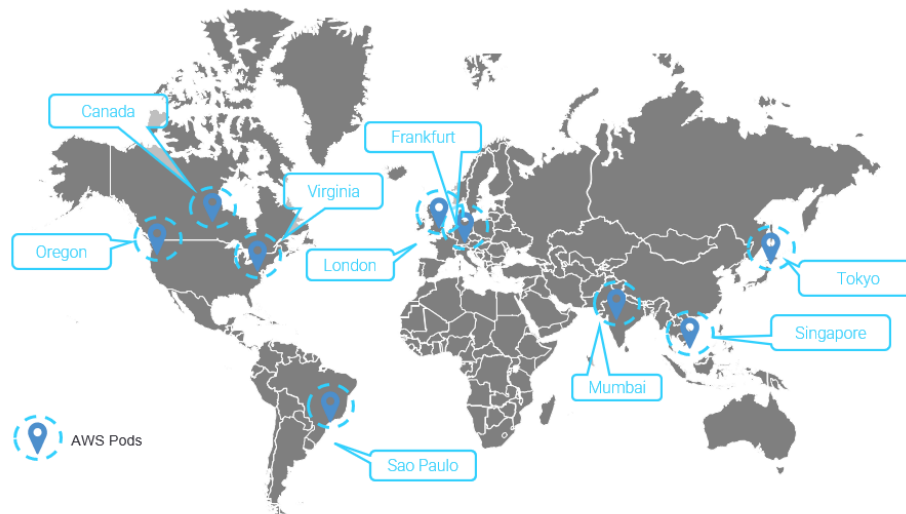 Canada
Frankfurt
Virginia
Oregon
London
Tokyo
Singapore
Mumbai
AWS Pods
Sao Paulo